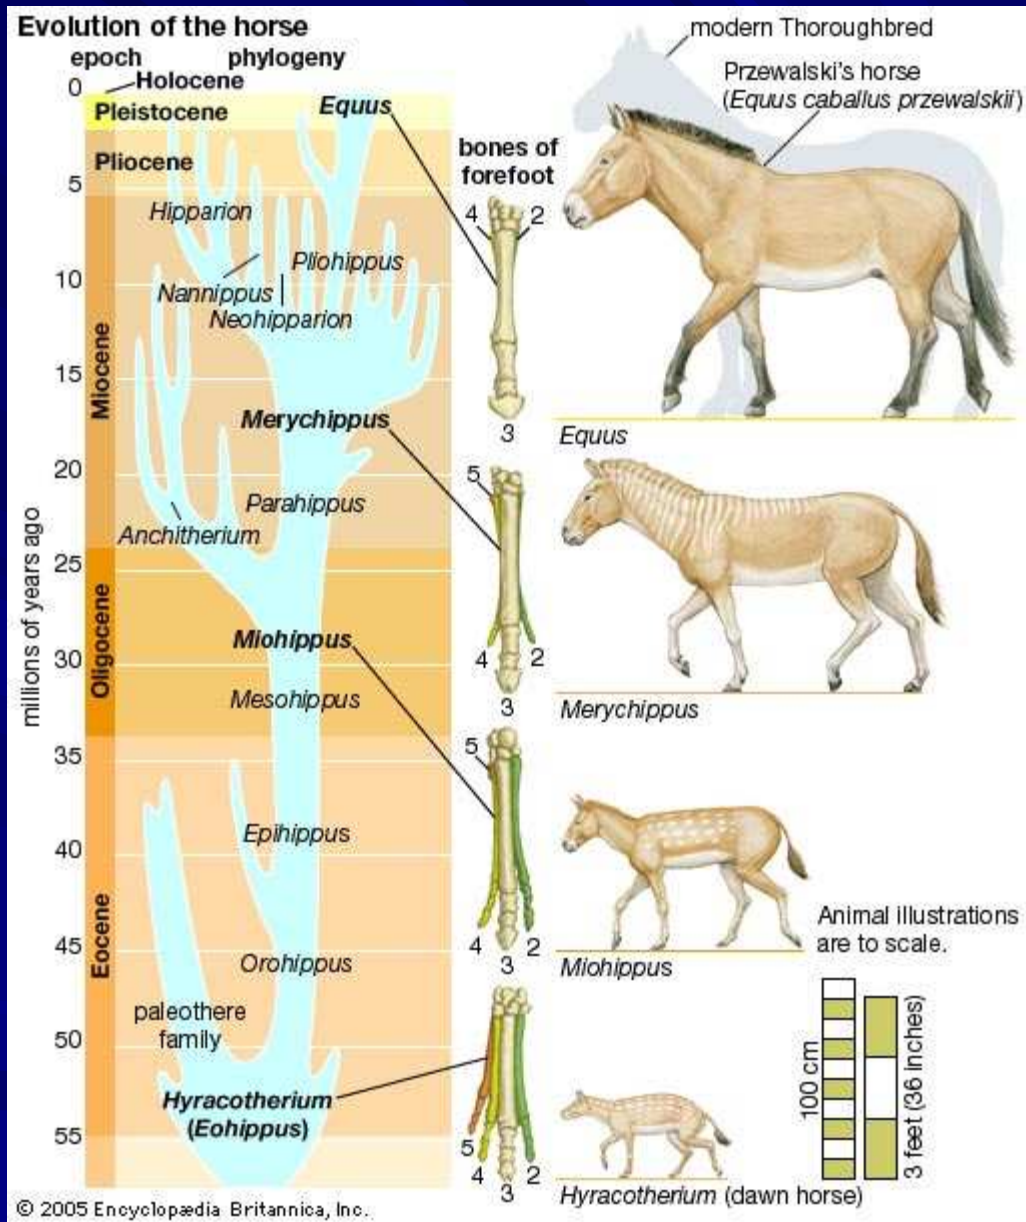 Evolution of the horse
epoch
phylogeny
0
Holocene
Pleistocene
Pliocene
5
10
Miocene
15
20
25
Oligocene
30
35
40
Eocene
45
50
55
millions of years ago
Equus
Hipparion
Pliohippus
Nannippus
Neohipparion
Merychippus
Parahippus
Anchitherium
Miohippus
Mesohippus
Epihippus
Orohippus
paleothere
family
Hyracotherium
(Eohippus)
bones of
forefoot
4
2
3
5
4
2
3
5
4
2
3
5
4
2
3
modern Thoroughbred
Przewalski's horse
(Equus caballus przewalskii)
Equus
Merychippus
Miohippus
Hyracotherium (dawn horse)
Animal illustrations
are to scale.
100 cm
3 feet (36 inches)
© 2005 Encyclopædia Britannica, Inc.